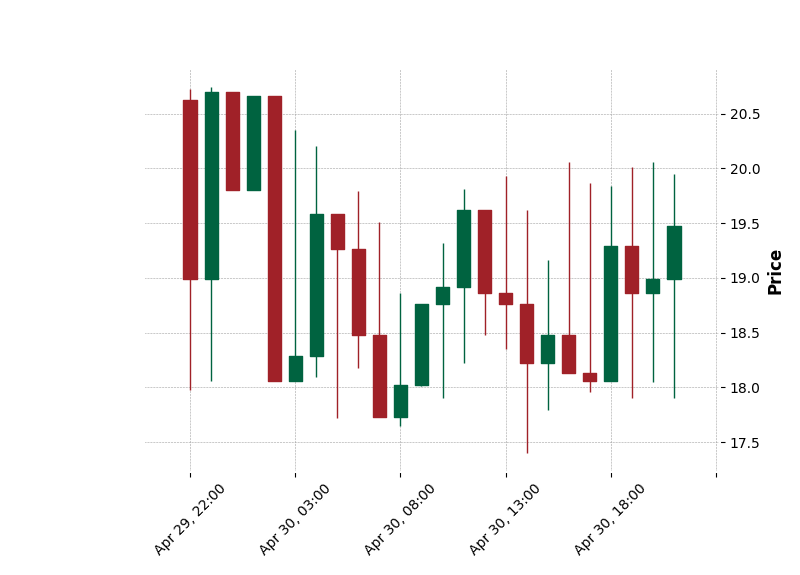 20.5
20.0
19.5
19.0
18.5
18.0
17.5
Price
Apr 29, 22:00
Apr 30, 03:00
Apr 30, 08:00
Apr 30, 13:00
Apr 30, 18:00